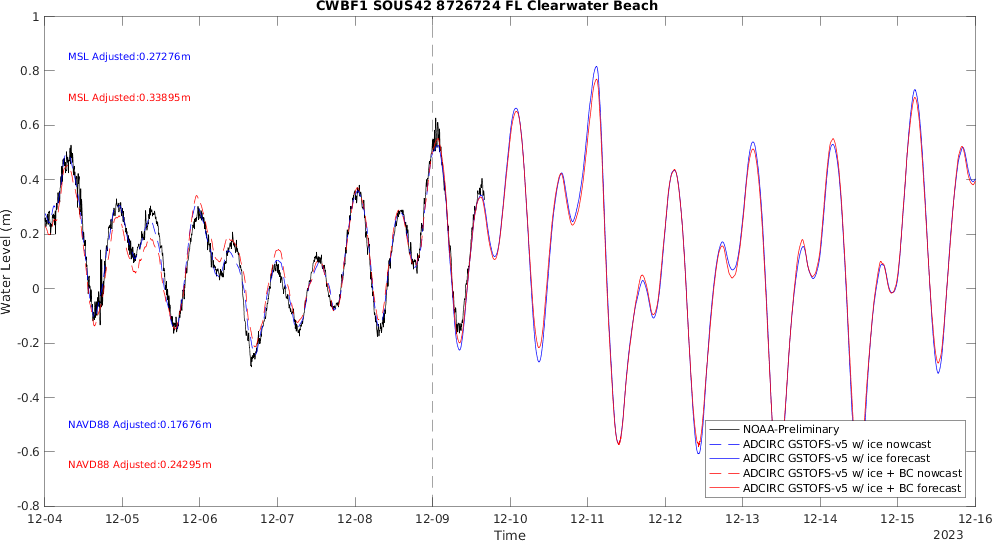 CWBF1 SOUS42 8726724 FL Clearwater Beach
1
0.8
0.6
0.4
0.2
0
-0.2
-0.4
-0.6
-0.8
Water Level (m)
MSL Adjusted:0.27276m
MSL Adjusted:0.33895m
NAVD88 Adjusted:0.17676m
NAVD88 Adjusted:0.24295m
NOAA-Preliminary
ADCIRC GSTOFS-v5 w/ ice nowcast
ADCIRC GSTOFS-v5 w/ ice forecast
ADCIRC GSTOFS-v5 w/ ice + BC nowcast
ADCIRC GSTOFS-v5 w/ ice + BC forecast
12-04 12-05 12-06 12-07 12-08 12-09 12-10 12-11 12-12 12-13 12-14 12-15 12-16
Time
2023